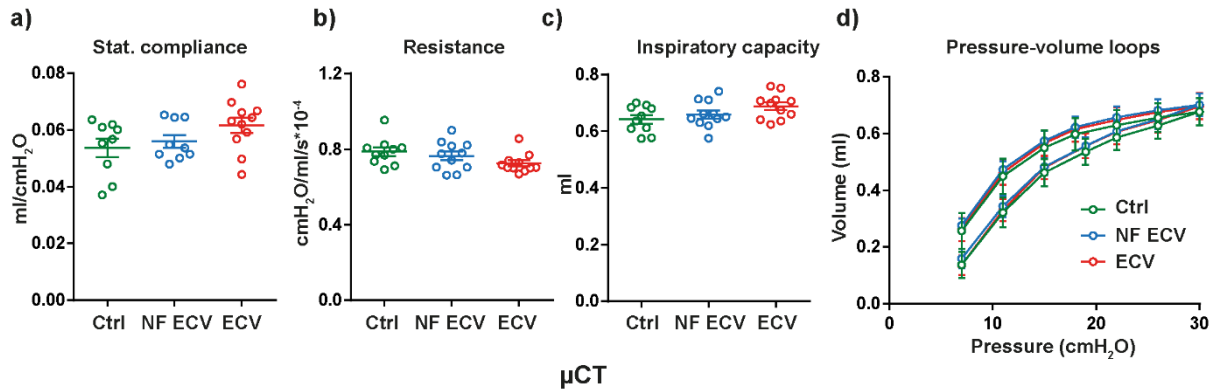 a)
Stat. compliance
0.08
0.06
0.04
0.02
0.00
ml/cmH₂O
Ctrl NF ECV ECV
b)
Resistance
1.2
0.8
0.4
0.0
cmH₂O/ml/s*10⁻⁴
Ctrl NF ECV ECV
c)
Inspiratory capacity
0.8
0.6
0.4
0.2
0.0
ml
Ctrl NF ECV ECV
d)
Pressure-volume loops
0.8
0.6
0.4
0.2
0.0
Volume (ml)
Ctrl
NF ECV
ECV
0 10 20 30
Pressure (cmH₂O)
µCT